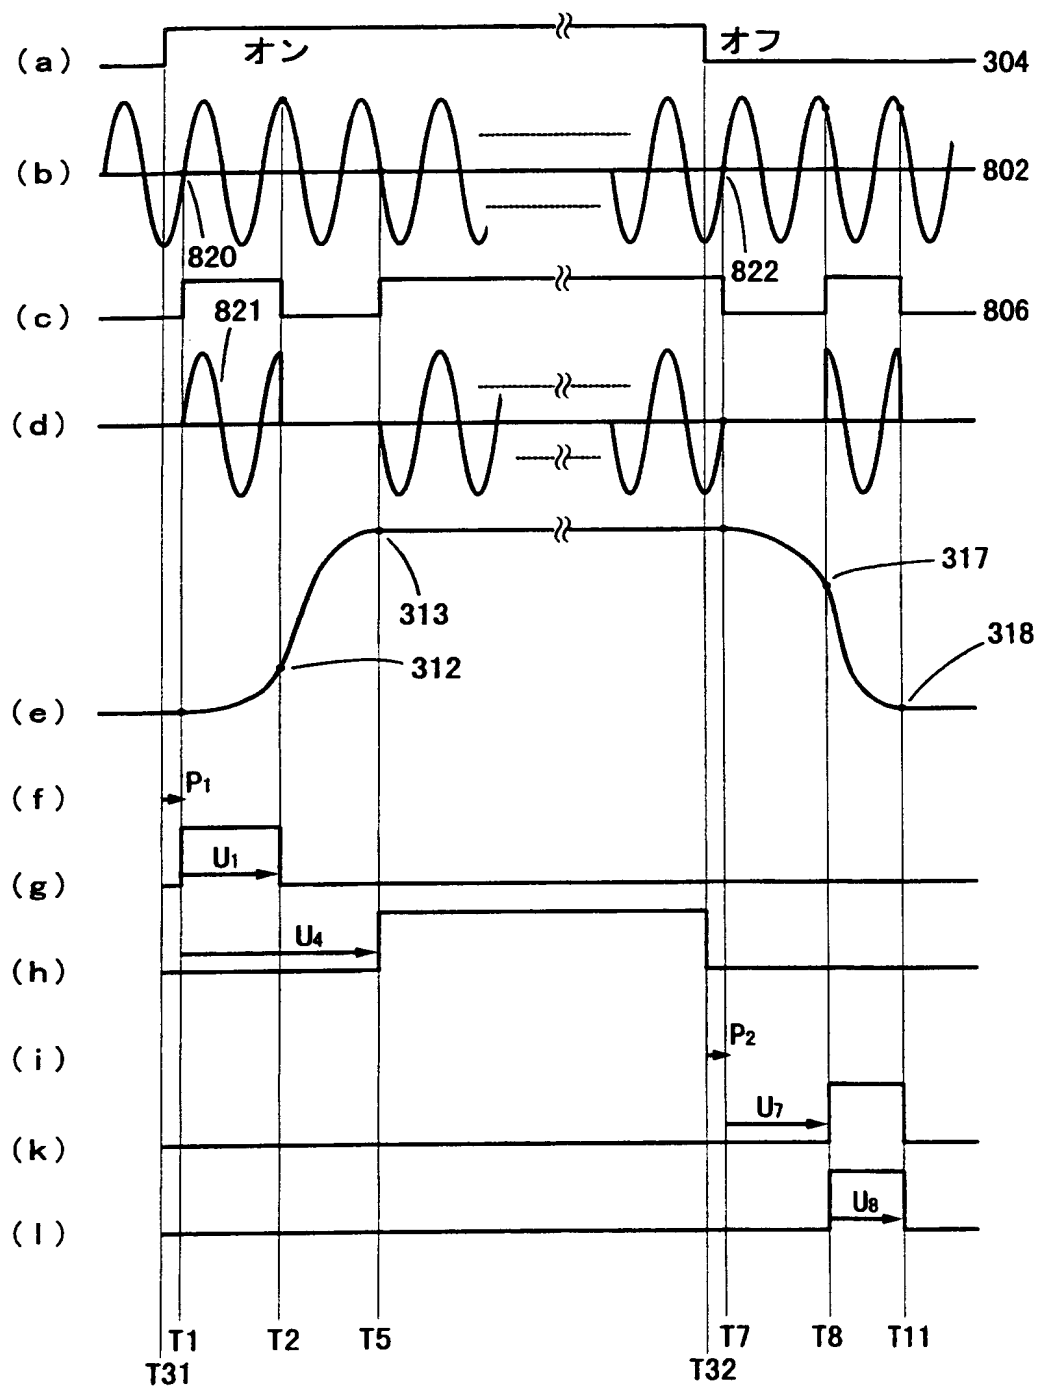 (a) オン オフ 304
(b) 802
820 822
(c) 806
821
(d)
317
313
318
312
(e)
(f) P1
(g) U1
(h) U4
(i) P2
(k) U7
(l) U8
T1 T2 T5 T7 T8 T11
T31 T32